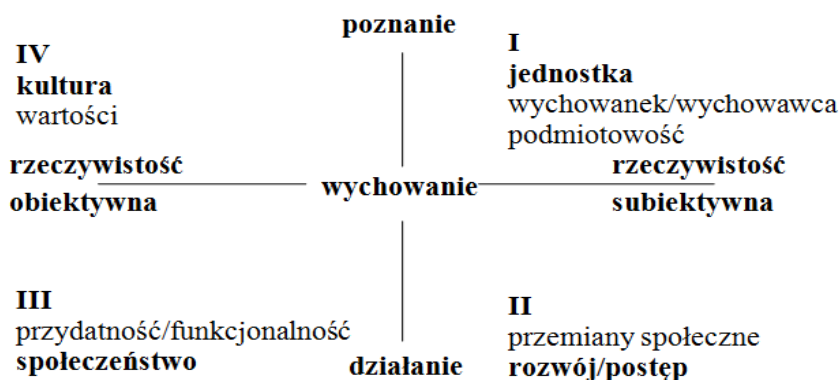 poznanie
IV
kultura
wartości
I
jednostka
wychowanek/wychowawca
podmiotowość
rzeczywistość
obiektywna
wychowanie
rzeczywistość
subiektywna
III
przydatność/funkcjonalność
społeczeństwo
działanie
II
przemiany społeczne
rozwój/postęp